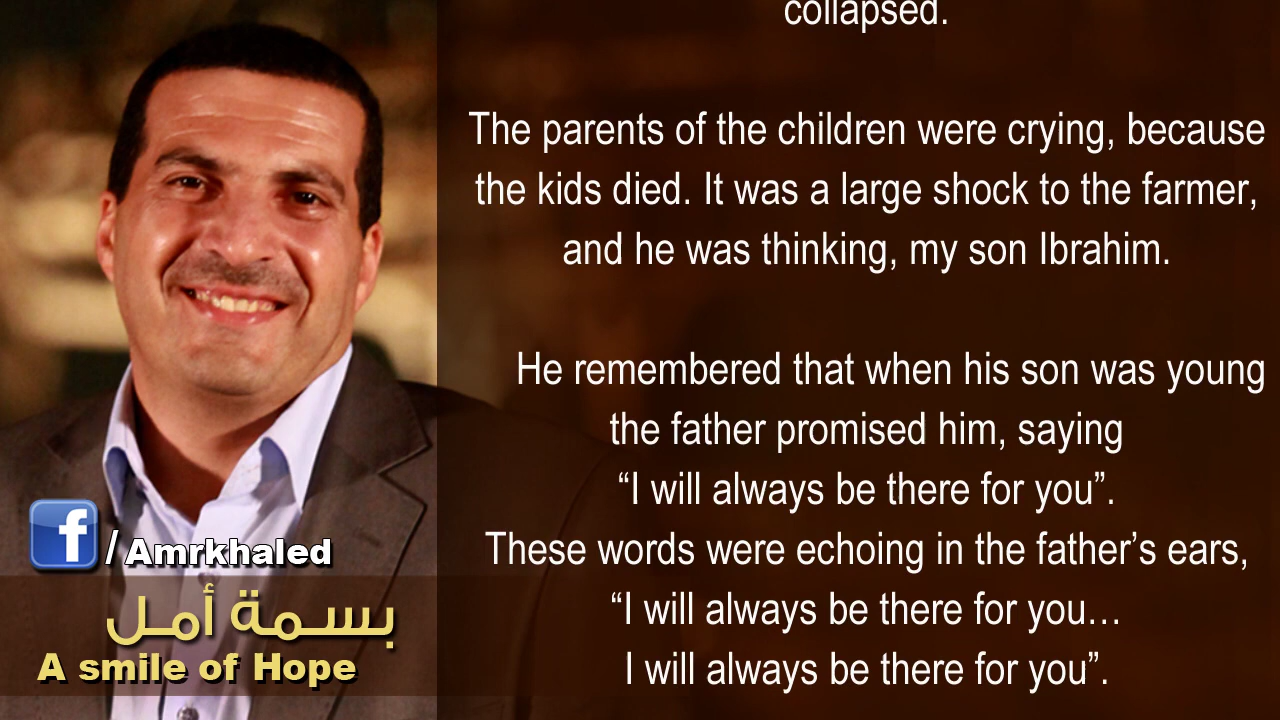 collapsed.
The parents of the children were crying, because
the kids died. It was a large shock to the farmer,
and he was thinking, my son Ibrahim.
He remembered that when his son was young
the father promised him, saying
“I will always be there for you”.
These words were echoing in the father’s ears,
“I will always be there for you…
I will always be there for you”.
f / Amrkhaled
بسمة أمل
A smile of Hope